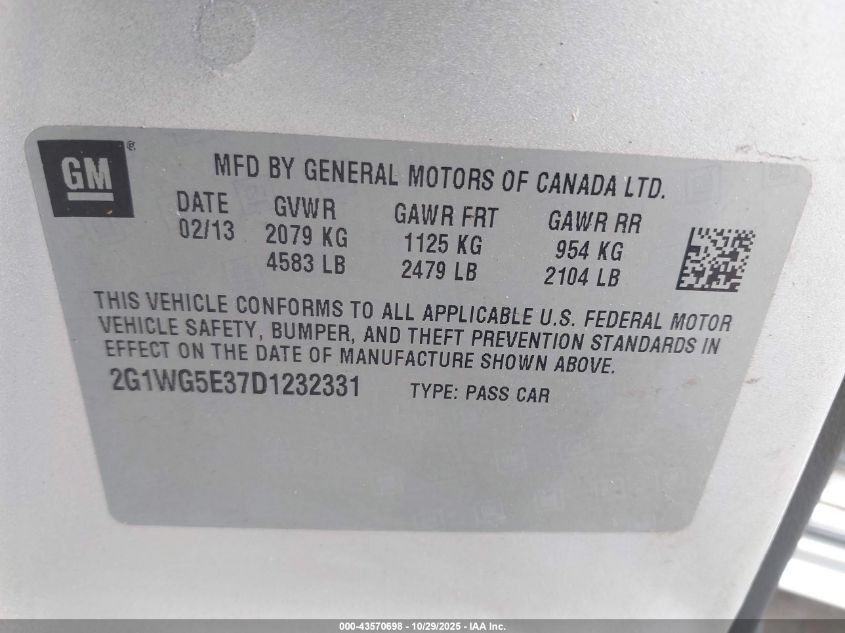 GM ®
MFD BY GENERAL MOTORS OF CANADA LTD.
DATE GVWR GAWR FRT GAWR RR
02/13 2079 KG 1125 KG 954 KG
4583 LB 2479 LB 2104 LB
THIS VEHICLE CONFORMS TO ALL APPLICABLE U.S. FEDERAL MOTOR
VEHICLE SAFETY, BUMPER, AND THEFT PREVENTION STANDARDS IN
EFFECT ON THE DATE OF MANUFACTURE SHOWN ABOVE.
2G1WG5E37D1232331 TYPE: PASS CAR
000-43570698 - 10/29/2025 - IAA Inc.